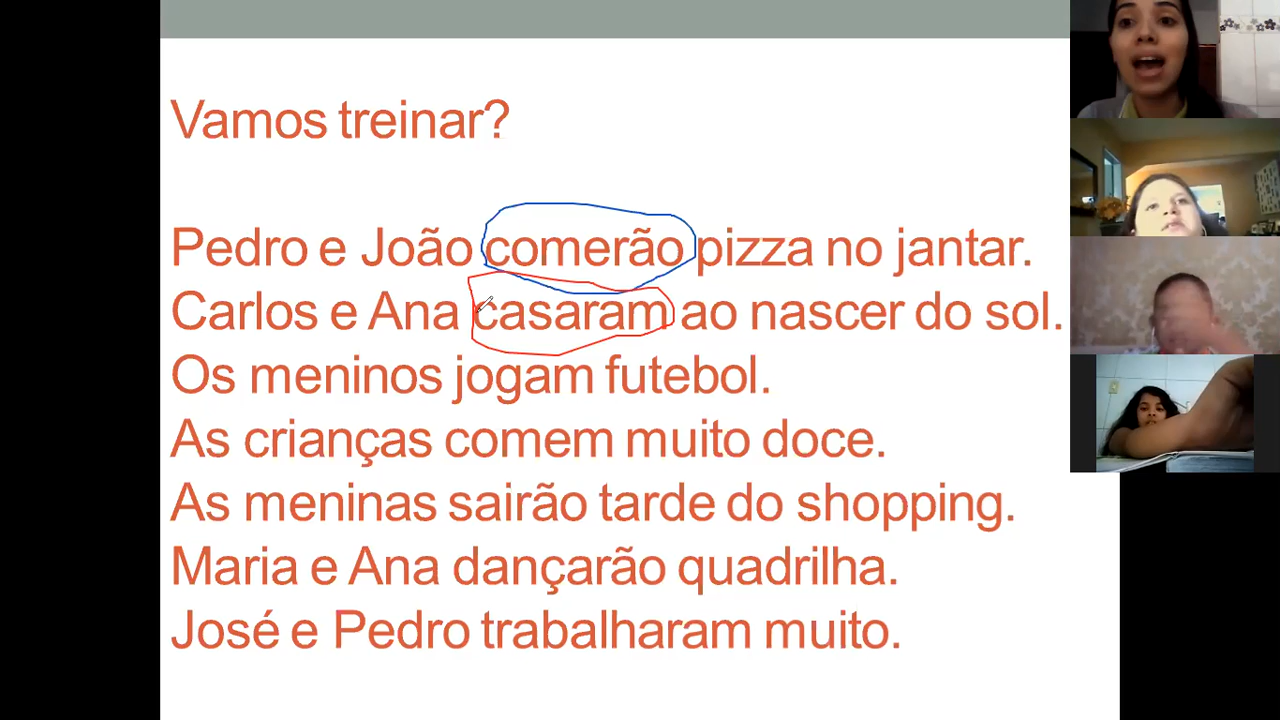 Vamos treinar?
Pedro e João comerão pizza no jantar.
Carlos e Ana casaram ao nascer do sol.
Os meninos jogam futebol.
As crianças comem muito doce.
As meninas sairão tarde do shopping.
Maria e Ana dançarão quadrilha.
José e Pedro trabalharam muito.